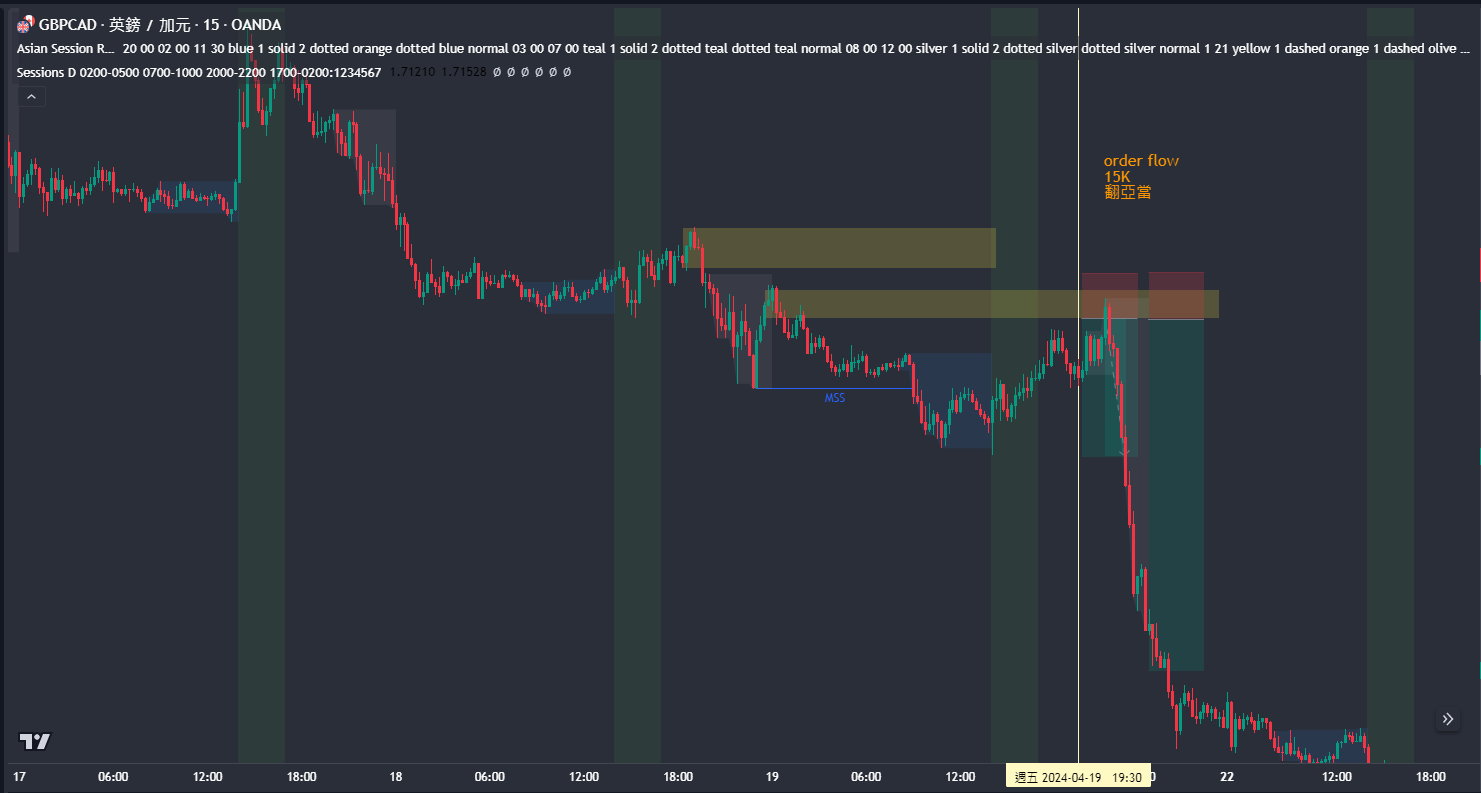 GBPCAD · 英鎊 / 加元 · 15 · OANDA
Asian Session R... 20 00 02 00 11 30 blue 1 solid 2 dotted orange dotted blue normal 03 00 07 00 teal 1 solid 2 dotted teal dotted teal normal 08 00 12 00 silver 1 solid 2 dotted silver dotted silver normal 1 21 yellow 1 dashed orange 1 dashed olive ...
Sessions D 0200-0500 0700-1000 2000-2200 1700-0200:1234567 1.71210 1.71528 Ø Ø Ø Ø Ø Ø
order flow
15K
翻亞當
MSS
17 06:00 12:00 18:00 18 06:00 12:00 18:00 19 06:00 12:00 週五 2024-04-19 19:30 22 12:00 18:00